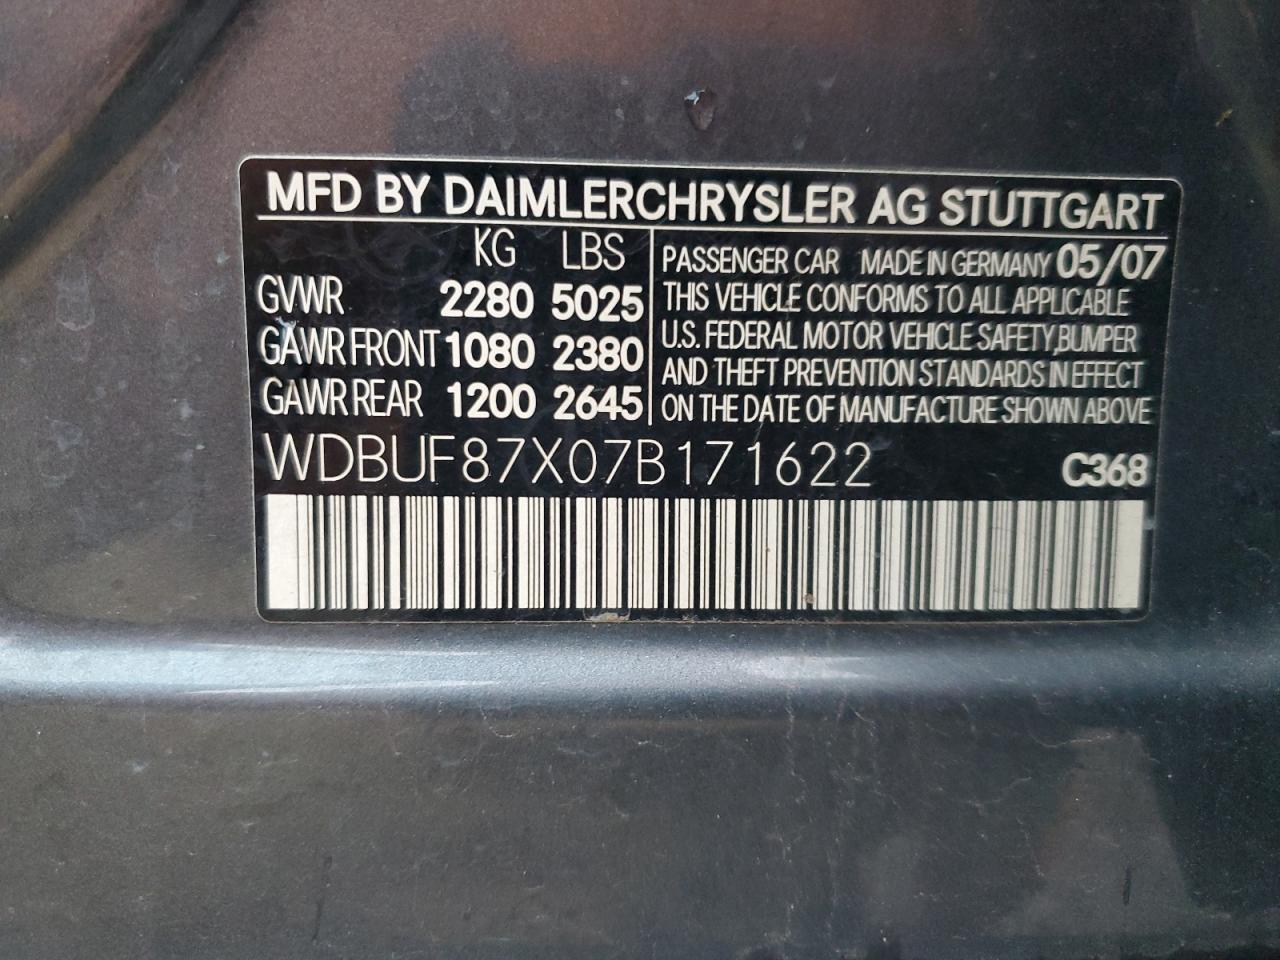 MFD BY DAIMLERCHRYSLER AG STUTTGART
KG LBS
GVWR 2280 5025
GAWR FRONT 1080 2380
GAWR REAR 1200 2645
PASSENGER CAR MADE IN GERMANY 05/07
THIS VEHICLE CONFORMS TO ALL APPLICABLE
U.S. FEDERAL MOTOR VEHICLE SAFETY,BUMPER
AND THEFT PREVENTION STANDARDS IN EFFECT
ON THE DATE OF MANUFACTURE SHOWN ABOVE
WDBUF87X07B171622 C368